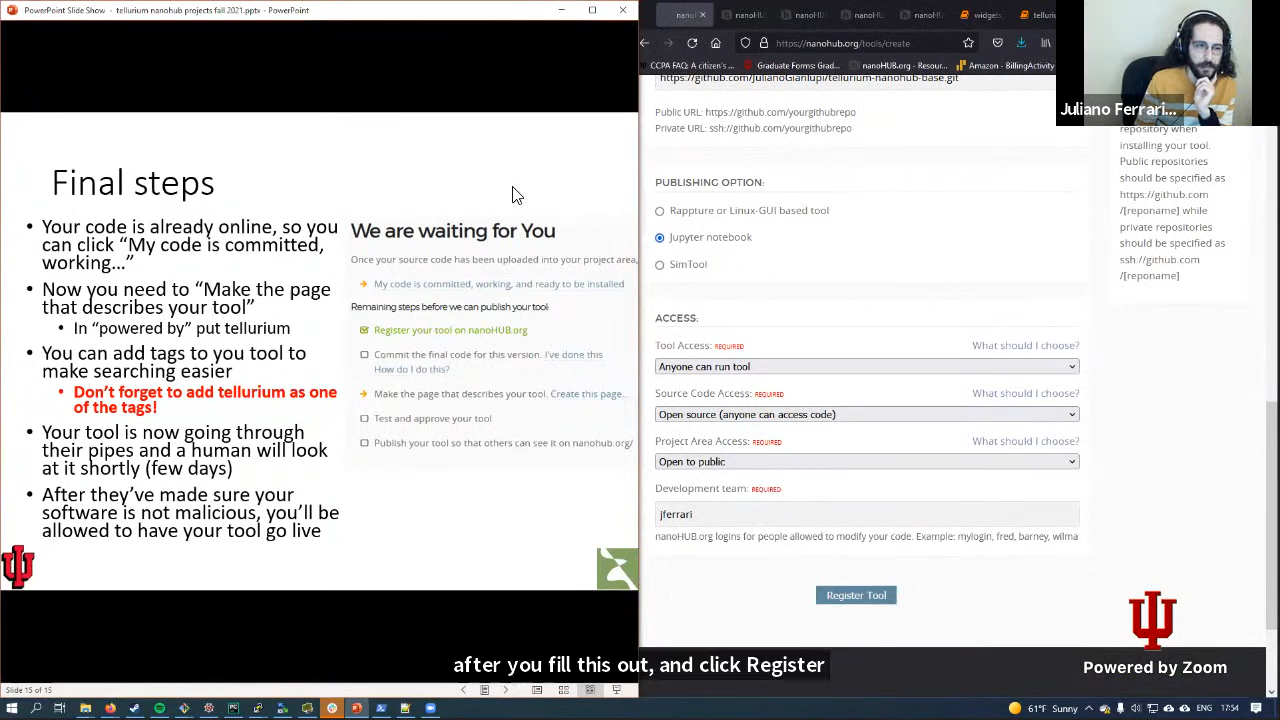 PowerPoint Slide Show - tellurium nanohub projects fall 2021.pptx - PowerPoint
Final steps
• Your code is already online, so you
can click “My code is committed,
working...”
• Now you need to “Make the page
that describes your tool”
• In “powered by” put tellurium
• You can add tags to you tool to
make searching easier
• Don’t forget to add tellurium as one
of the tags!
• Your tool is now going through
their pipes and a human will look
at it shortly (few days)
• After they’ve made sure your
software is not malicious, you’ll be
allowed to have your tool go live
We are waiting for You
Once your source code has been uploaded into your project area,
My code is committed, working, and ready to be installed
Remaining steps before we can publish your tool:
Register your tool on nanoHUB.org
Commit the final code for this version. I've done this
How do I do this?
Make the page that describes your tool. Create this page...
Test and approve your tool
Publish your tool so that others can see it on nanohub.org/
Slide 15 of 15
nanoHU
nanoHU
nanoHU
widget
telluri
https://nanohub.org/tools/create
CCPA FAQ: A citizen's ...
Graduate Forms: Grad...
nanoHUB.org - Resour...
Amazon - BillingActivity
https://github.com/JulianoGianlupi/tellurium-nanohub-base.git
Public URL: https://github.com/yourgithubrepo
Private URL: ssh://github.com/yourgithubrepo
PUBLISHING OPTION:
Rappture or Linux-GUI based tool
Jupyter notebook
SimTool
ACCESS:
Tool Access: REQUIRED What should I choose?
Anyone can run tool
Source Code Access: REQUIRED What should I choose?
Open source (anyone can access code)
Project Area Access: REQUIRED What should I choose?
Open to public
Development team: REQUIRED
jferrari
nanoHUB.org logins for people allowed to modify your code. Example: mylogin, fred, barney, wilma
Register Tool
Juliano Ferrari...
repository when
installing your tool.
Public repositories
should be specified as
https://github.com
/[reponame] while
private repositories
should be specified as
ssh://github.com
/[reponame]
after you fill this out, and click Register
Powered by Zoom
61°F Sunny
17:54